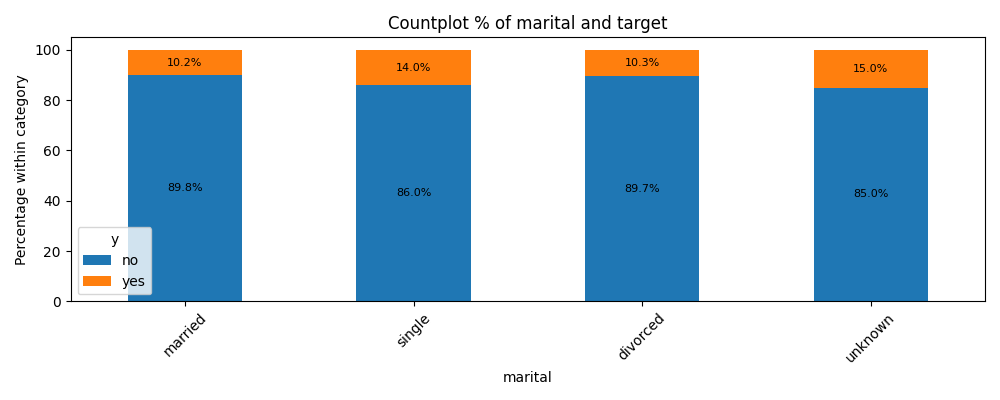 Countplot % of marital and target
Percentage within category
100
80
60
40
20
0
10.2%
14.0%
10.3%
15.0%
89.8%
86.0%
89.7%
85.0%
y
no
yes
married
single
divorced
unknown
marital